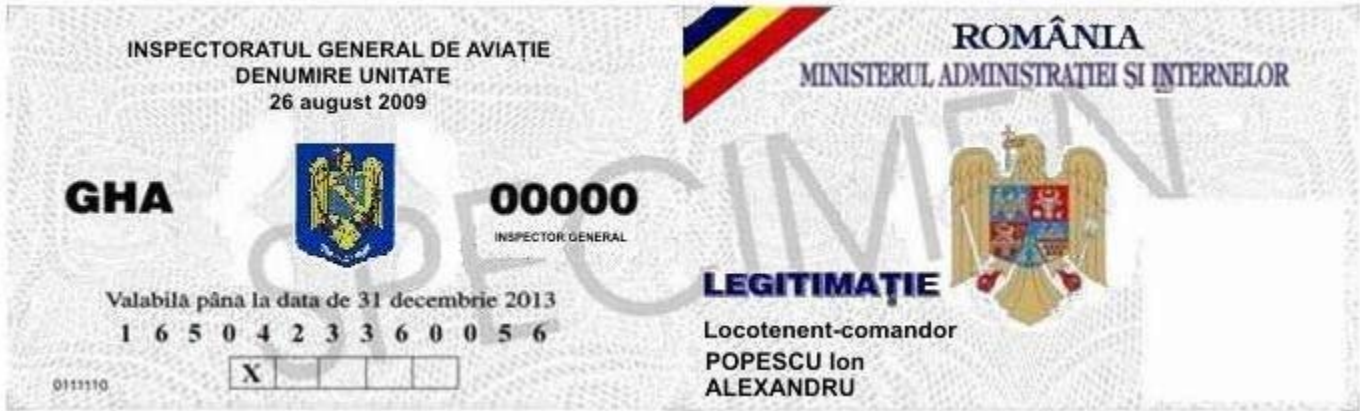 INSPECTORATUL GENERAL DE AVIAȚIE
DENUMIRE UNITATE
26 august 2009
GHA
00000
INSPECTOR GENERAL
Valabilă pâna la data de 31 decembrie 2013
1 6 5 0 4 2 3 3 6 0 0 5 6
X
0111110
ROMÂNIA
MINISTERUL ADMINISTRAȚIEI ȘI INTERNELOR
LEGITIMAȚIE
Locotenent-comandor
POPESCU Ion
ALEXANDRU
SPECIMEN